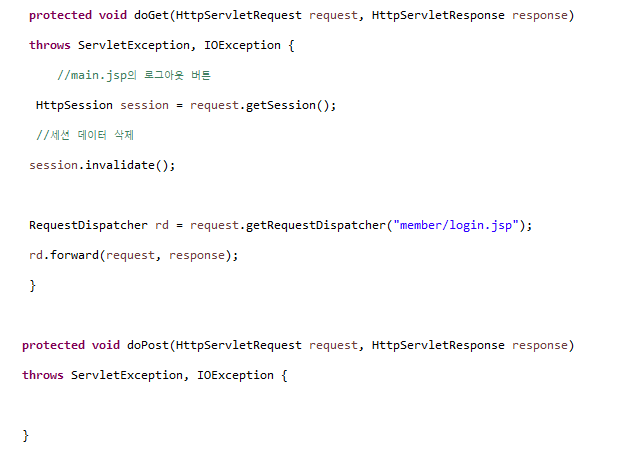 protected void doGet(HttpServletRequest request, HttpServletResponse response)
throws ServletException, IOException {
//main.jsp의 로그아웃 버튼
HttpSession session = request.getSession();
//세션 데이터 삭제
session.invalidate();
RequestDispatcher rd = request.getRequestDispatcher("member/login.jsp");
rd.forward(request, response);
}
protected void doPost(HttpServletRequest request, HttpServletResponse response)
throws ServletException, IOException {
}